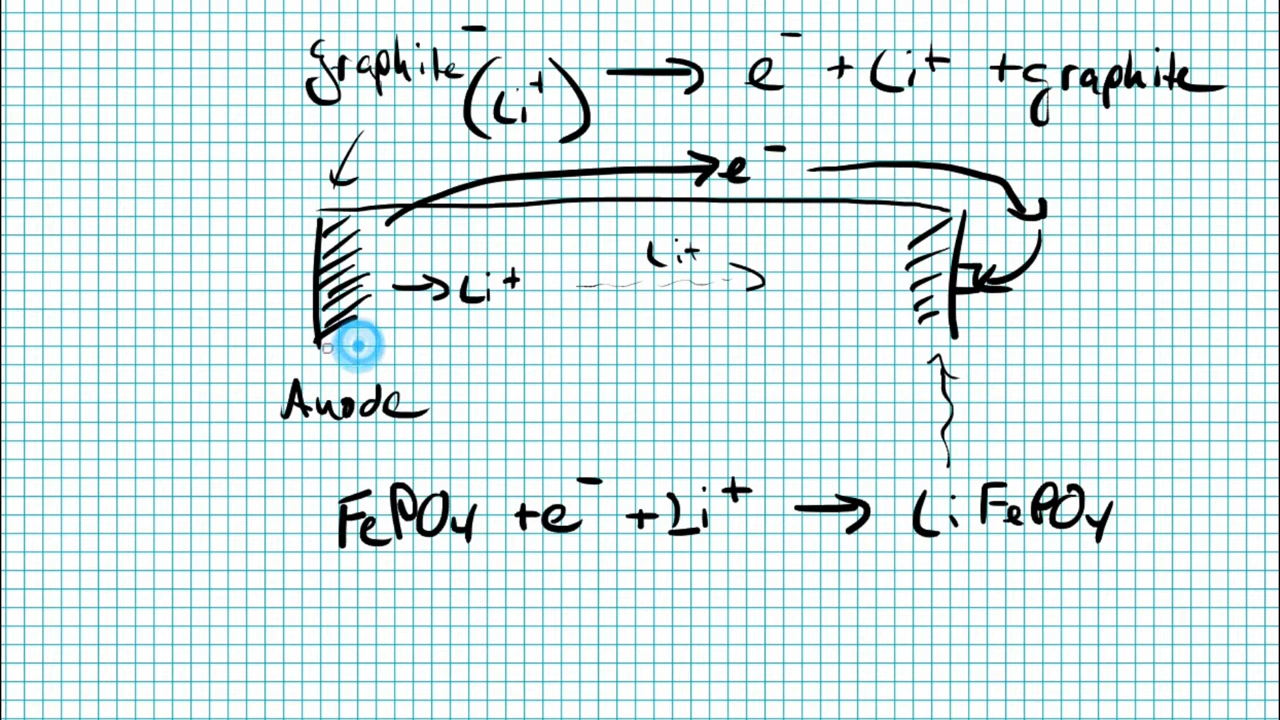 graphite⁻(Li⁺) → e⁻ + Li⁺ + graphite
→ e⁻
Li⁺
→ Li⁺
Anode
FePO4 + e⁻ + Li⁺ → LiFePO4